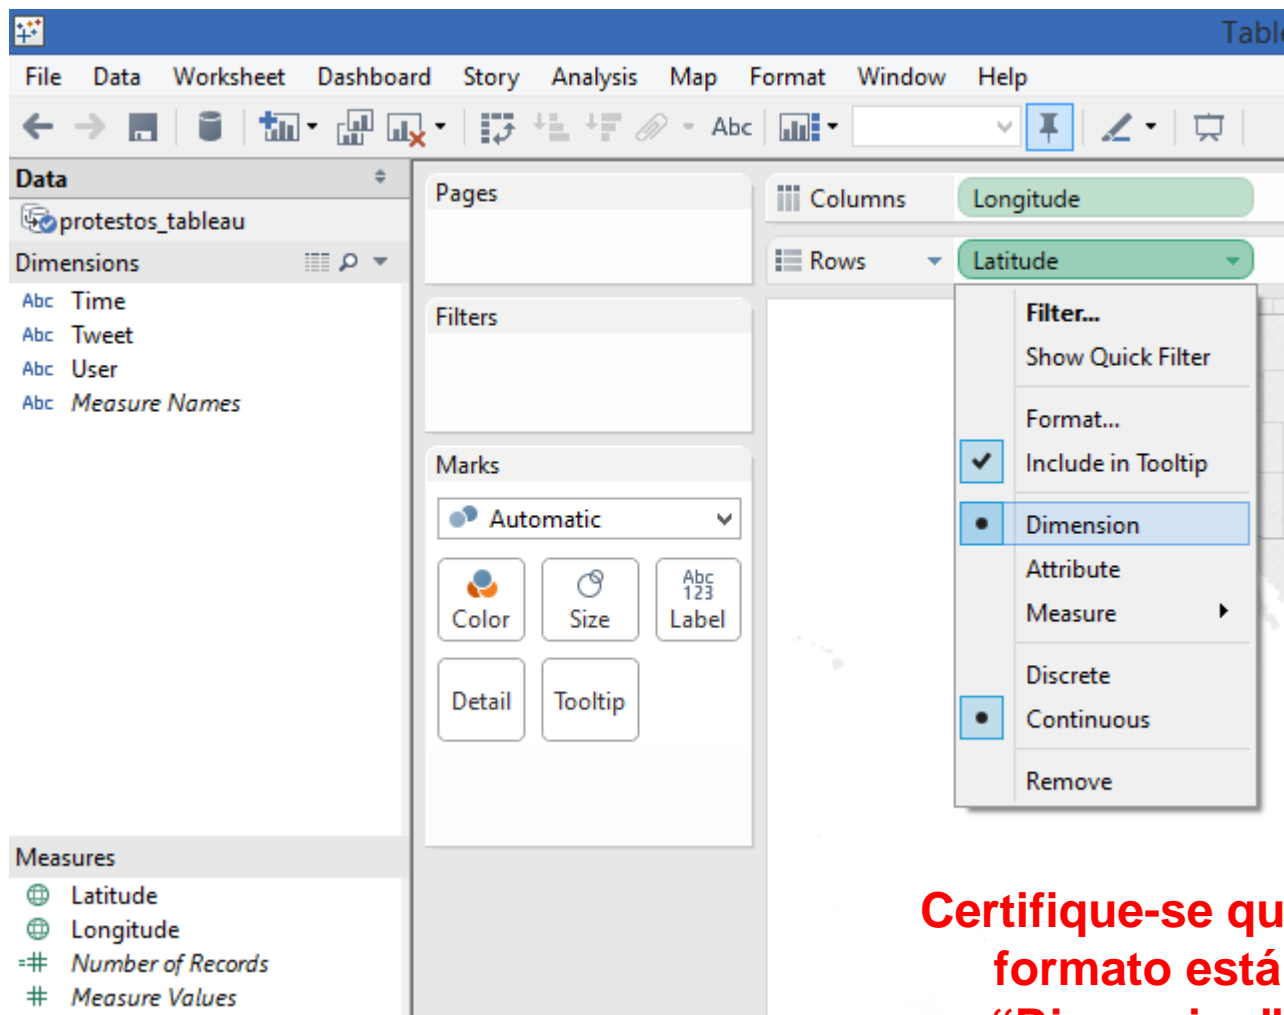 Tabl
File Data Worksheet Dashboard Story Analysis Map Format Window Help
Abc
Data
protestos_tableau
Dimensions
Abc Time
Abc Tweet
Abc User
Abc Measure Names
Measures
Latitude
Longitude
=# Number of Records
# Measure Values
Pages
Filters
Marks
Automatic
Color
Size
Abc 123
Label
Detail
Tooltip
Columns Longitude
Rows Latitude
Filter...
Show Quick Filter
Format...
Include in Tooltip
Dimension
Attribute
Measure
Discrete
Continuous
Remove
Certifique-se qu
formato está